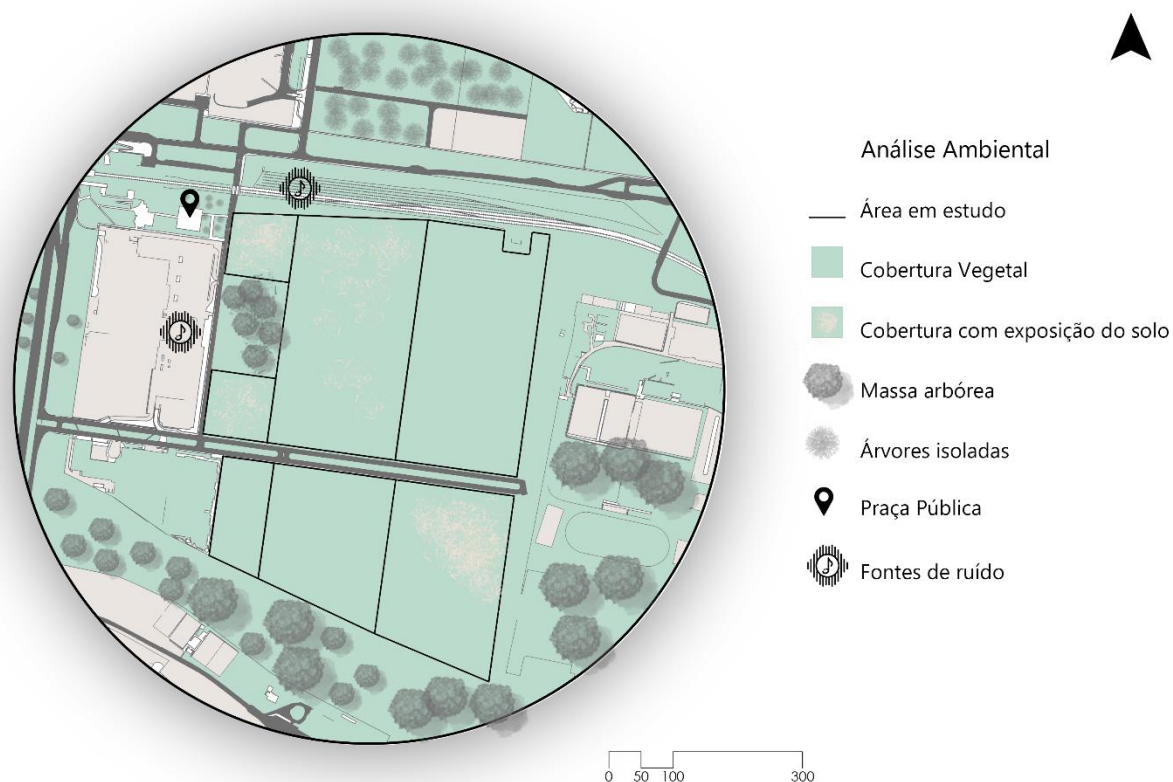 Análise Ambiental
Área em estudo
Cobertura Vegetal
Cobertura com exposição do solo
Massa arbórea
Árvores isoladas
Praça Pública
Fontes de ruído
0 50 100 300